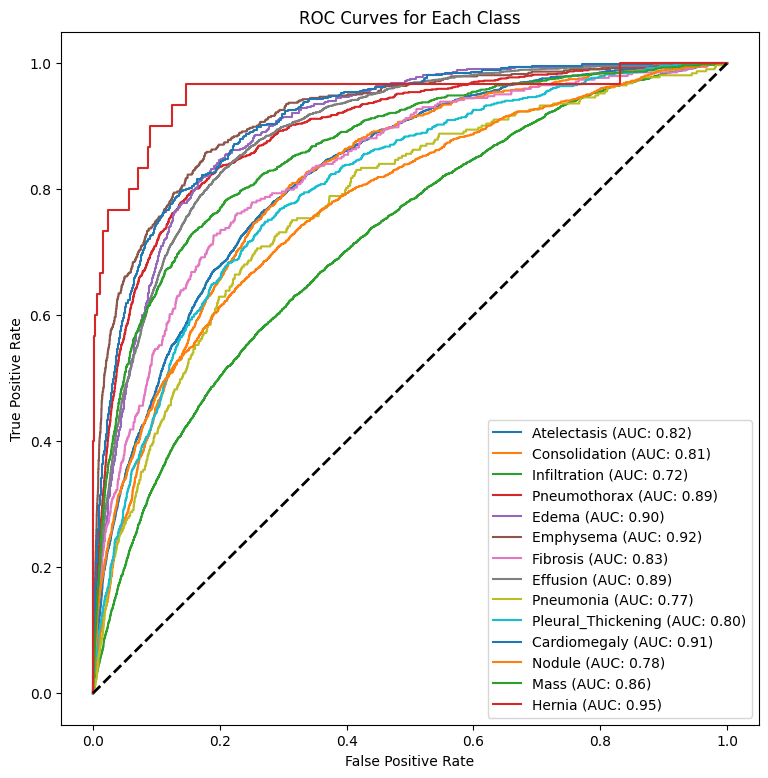 ROC Curves for Each Class
True Positive Rate
1.0
0.8
0.6
0.4
0.2
0.0
Atelectasis (AUC: 0.82)
Consolidation (AUC: 0.81)
Infiltration (AUC: 0.72)
Pneumothorax (AUC: 0.89)
Edema (AUC: 0.90)
Emphysema (AUC: 0.92)
Fibrosis (AUC: 0.83)
Effusion (AUC: 0.89)
Pneumonia (AUC: 0.77)
Pleural_Thickening (AUC: 0.80)
Cardiomegaly (AUC: 0.91)
Nodule (AUC: 0.78)
Mass (AUC: 0.86)
Hernia (AUC: 0.95)
0.0 0.2 0.4 0.6 0.8 1.0
False Positive Rate